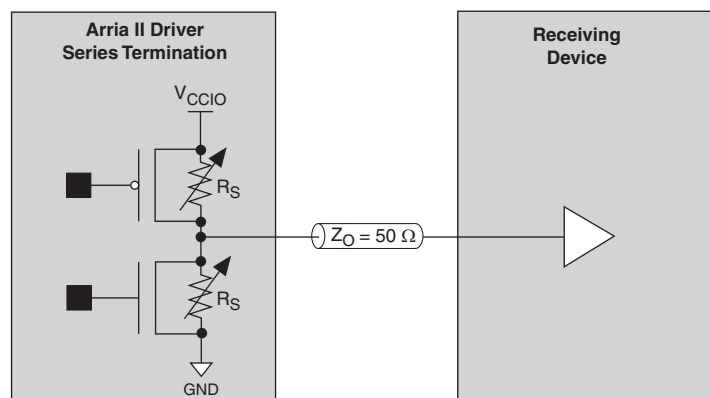 Arria II Driver
Series Termination
Receiving
Device
VCCIO
RS
ZO = 50 Ω
RS
GND